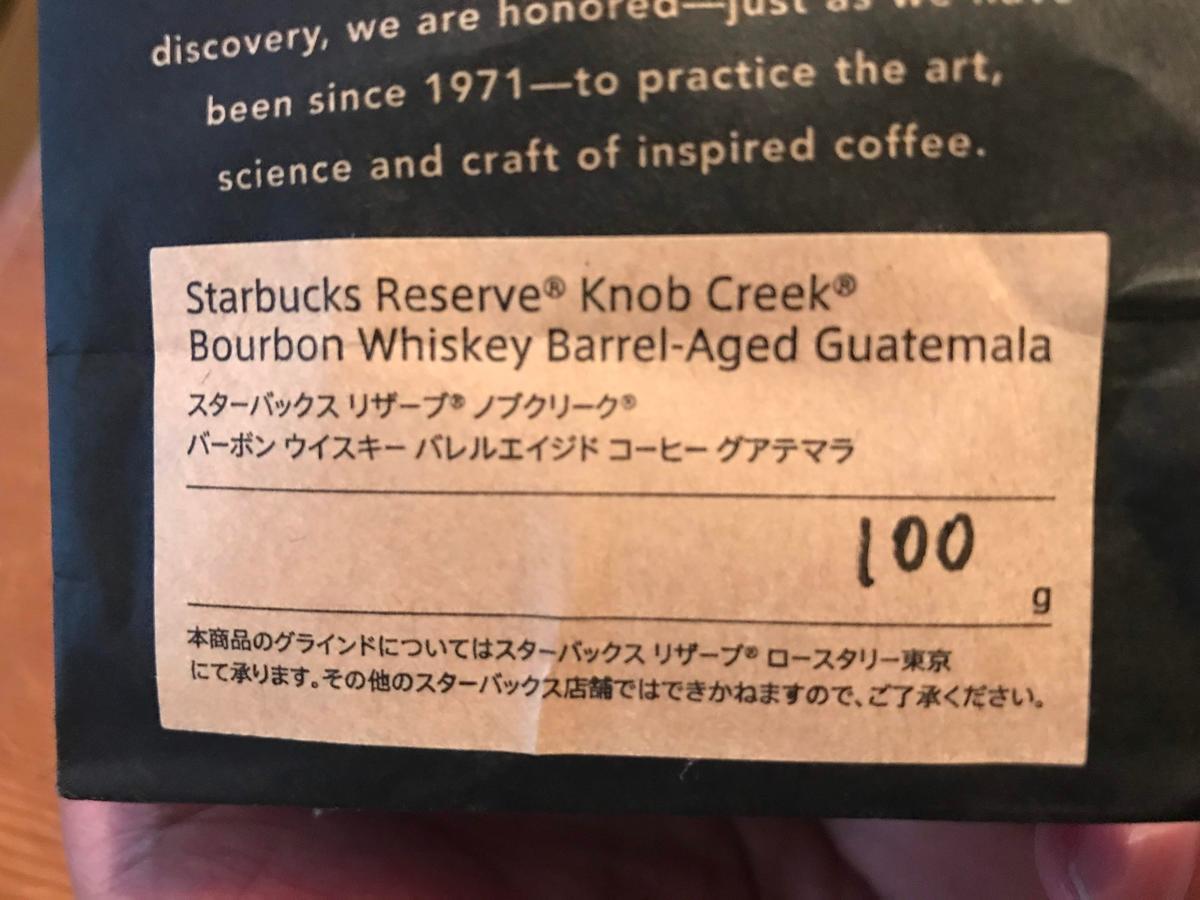 discovery, we are honored—just as we have
been since 1971—to practice the art,
science and craft of inspired coffee.
Starbucks Reserve® Knob Creek®
Bourbon Whiskey Barrel-Aged Guatemala
スターバックス リザーブ® ノブクリーク®
バーボン ウイスキー バレルエイジド コーヒー グアテマラ
100
g
本商品のグラインドについてはスターバックス リザーブ® ロースタリー東京
にて承ります。その他のスターバックス店舗ではできかねますので、ご了承ください。